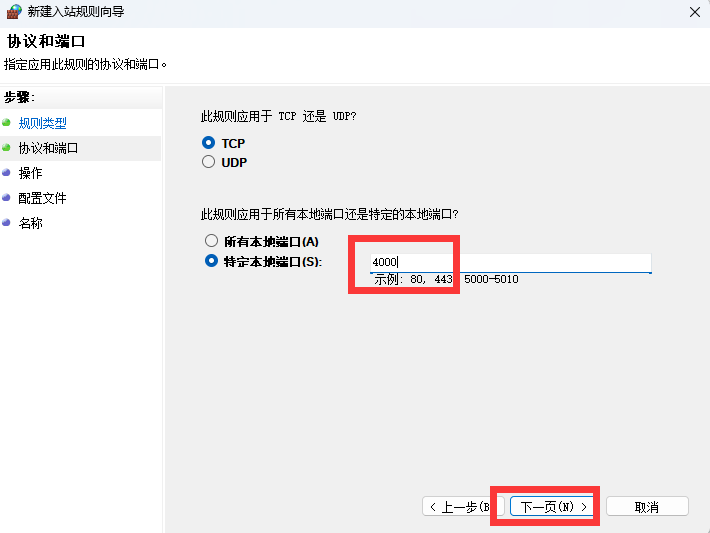 新建入站规则向导
协议和端口
指定应用此规则的协议和端口。
步骤:
规则类型
协议和端口
操作
配置文件
名称
此规则应用于 TCP 还是 UDP?
TCP
UDP
此规则应用于所有本地端口还是特定的本地端口?
所有本地端口(A)
特定本地端口(S):
4000
示例: 80, 443 5000-5010
< 上一步(B
下一页(N) >
取消